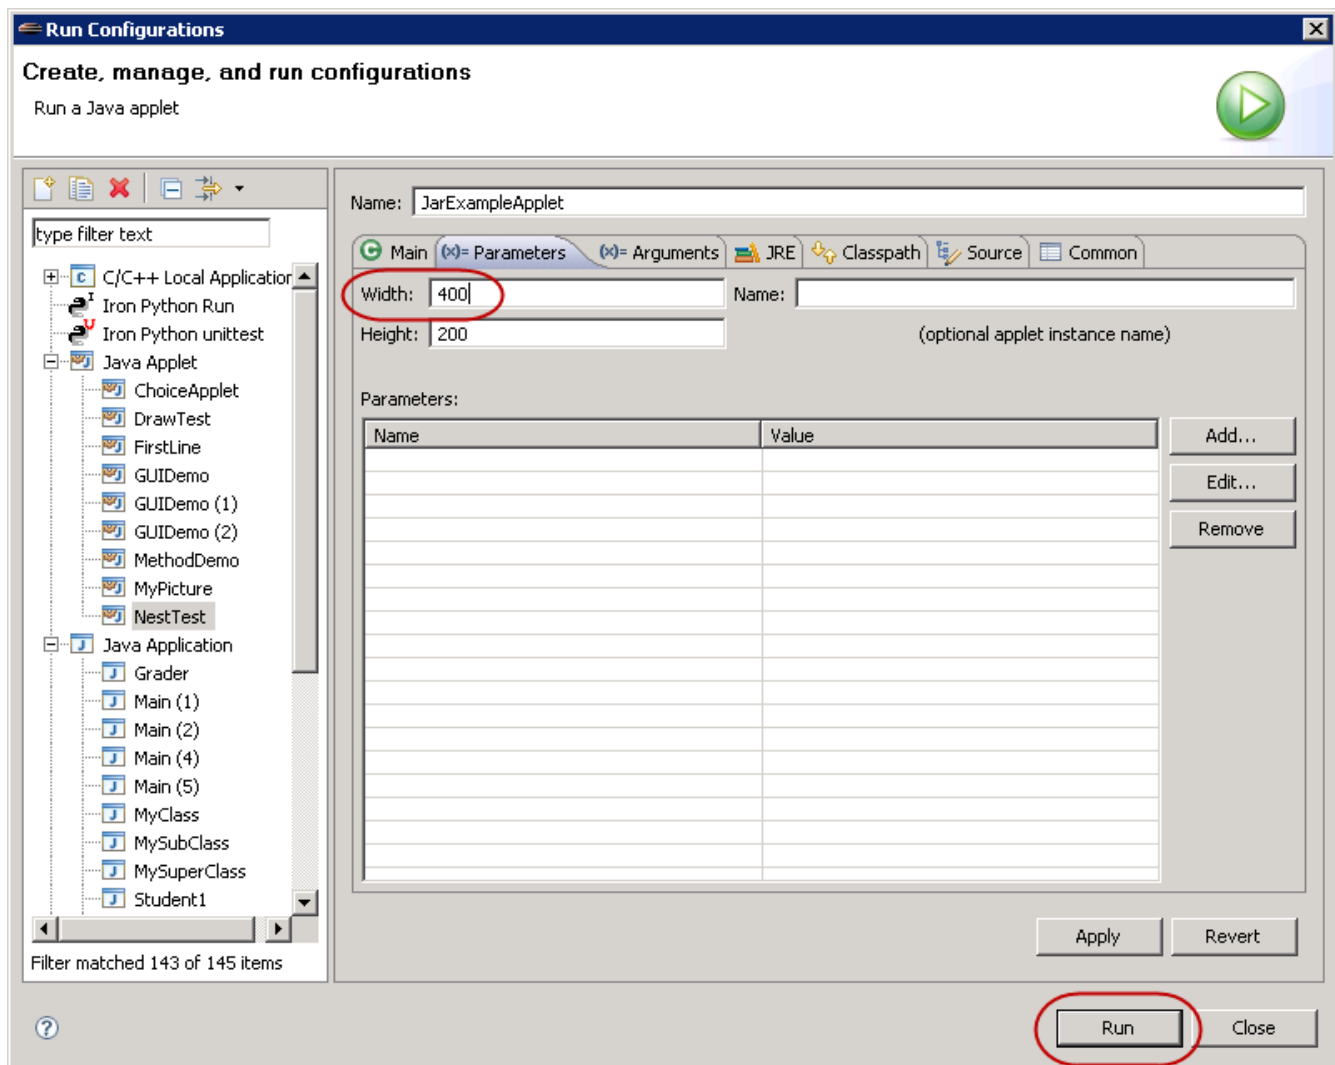 Run Configurations
Create, manage, and run configurations
Run a Java applet
type filter text
C/C++ Local Application
Iron Python Run
Iron Python unittest
Java Applet
ChoiceApplet
DrawTest
FirstLine
GUIDemo
GUIDemo (1)
GUIDemo (2)
MethodDemo
MyPicture
NestTest
Java Application
Grader
Main (1)
Main (2)
Main (4)
Main (5)
MyClass
MySubClass
MySuperClass
Student1
Filter matched 143 of 145 items
Name: JarExampleApplet
Main (x)= Parameters (x)= Arguments JRE Classpath Source Common
Width: 400 Name:
Height: 200 (optional applet instance name)
Parameters:
Name Value
Add...
Edit...
Remove
Apply Revert
Run Close